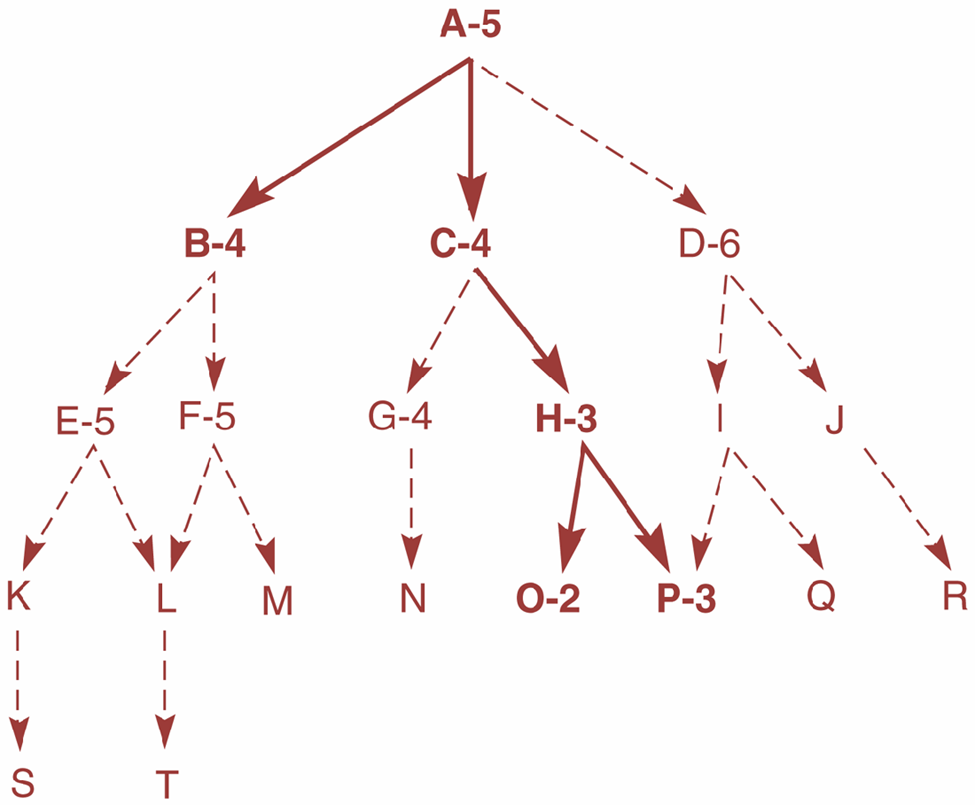 A-5
B-4 C-4 D-6
E-5 F-5 G-4 H-3 I J
K L M N O-2 P-3 Q R
S T